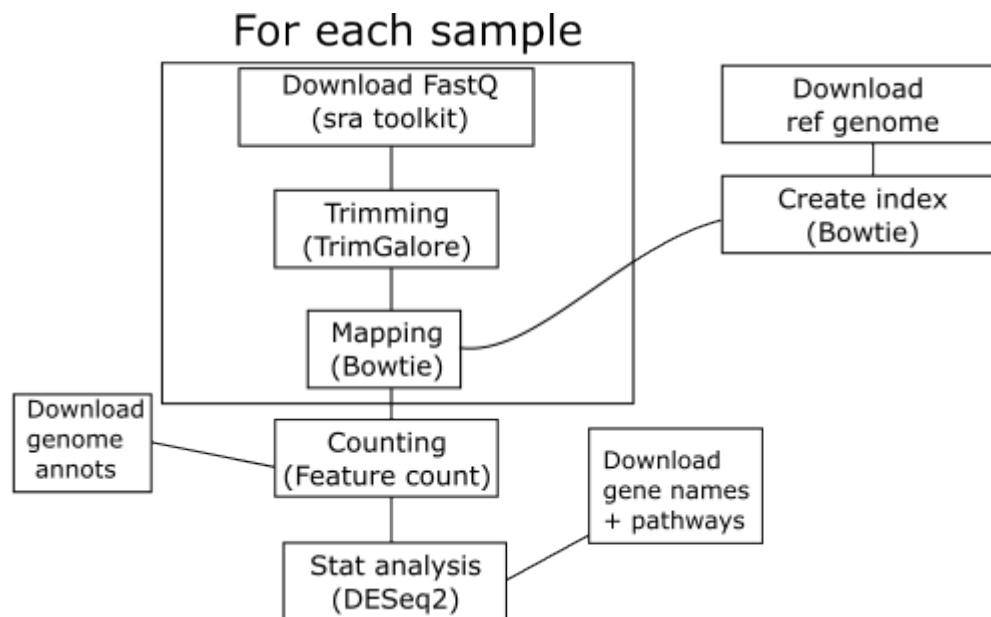 For each sample
Download FastQ
(sra toolkit)
Download
ref genome
Trimming
(TrimGalore)
Create index
(Bowtie)
Mapping
(Bowtie)
Download
genome
annots
Counting
(Feature count)
Download
gene names
+ pathways
Stat analysis
(DESeq2)